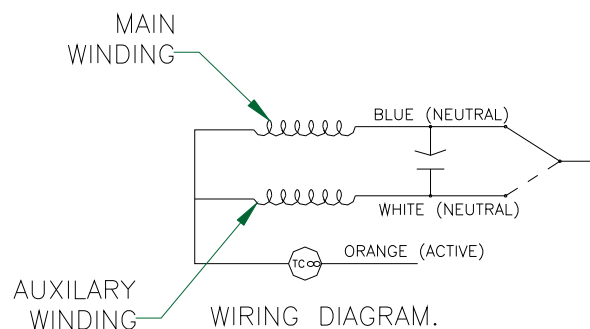 MAIN
WINDING
BLUE (NEUTRAL)
WHITE (NEUTRAL)
ORANGE (ACTIVE)
TC
AUXILARY
WINDING
WIRING DIAGRAM.